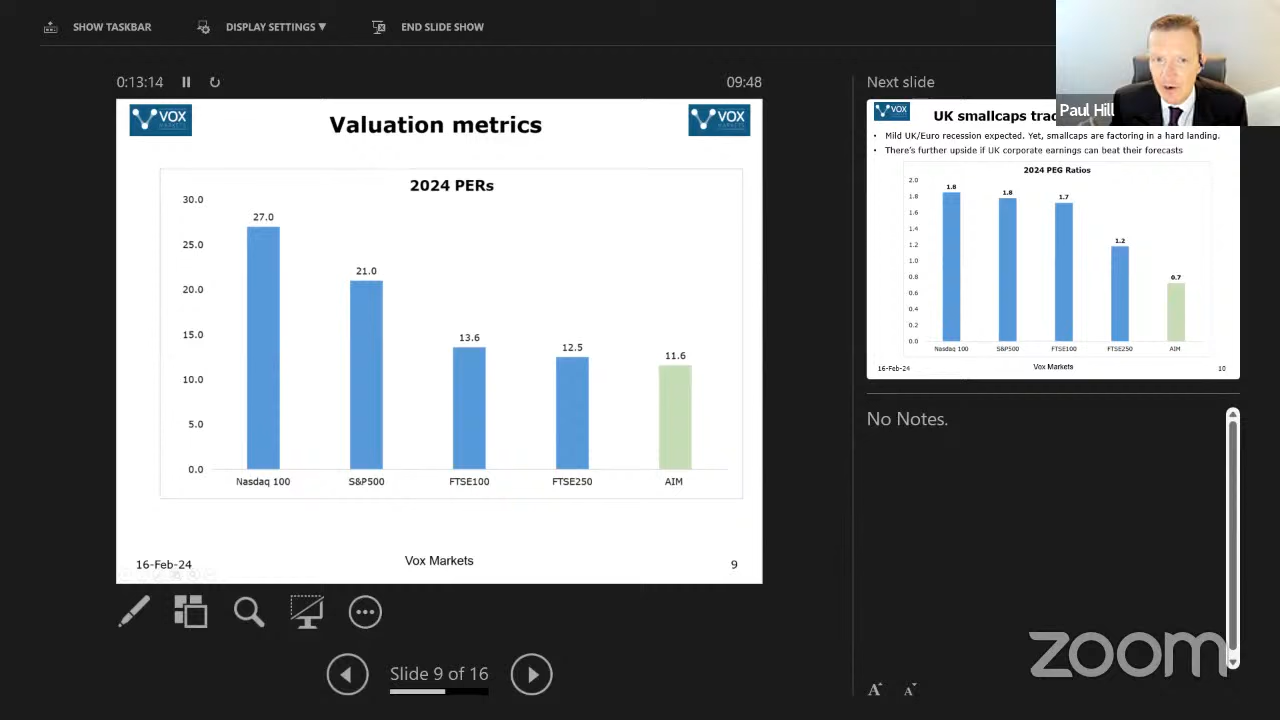 SHOW TASKBAR
DISPLAY SETTINGS ▼
END SLIDE SHOW
0:13:14
09:48
VOX
VOX
Valuation metrics
2024 PERs
30.0
25.0
20.0
15.0
10.0
5.0
0.0
27.0
21.0
13.6
12.5
11.6
Nasdaq 100
S&P500
FTSE100
FTSE250
AIM
16-Feb-24
Vox Markets
9
Slide 9 of 16
Next slide
Paul Hill
VOX
UK smallcaps
• Mild UK/Euro recession expected. Yet, smallcaps are factoring in a hard landing.
• There's further upside if UK corporate earnings can beat their forecasts
2024 PEG Ratios
2.0
1.8
1.6
1.4
1.2
1.0
0.8
0.6
0.4
0.2
0.0
1.8
1.8
1.7
1.2
0.7
Nasdaq 100
S&P500
FTSE100
FTSE250
AIM
16-Feb-24
Vox Markets
10
No Notes.
zoom
A
A